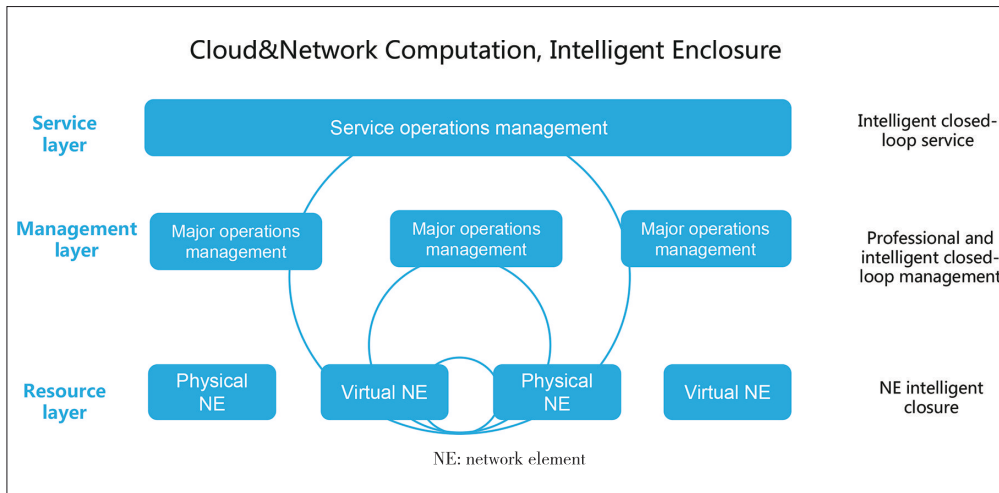 Cloud&Network Computation, Intelligent Enclosure
Service
layer
Service operations management
Intelligent closed-
loop service
Management
layer
Major operations
management
Major operations
management
Major operations
management
Professional and
intelligent closed-
loop management
Resource
layer
Physical
NE
Virtual NE
Physical
NE
Virtual NE
NE intelligent
closure
NE: network element